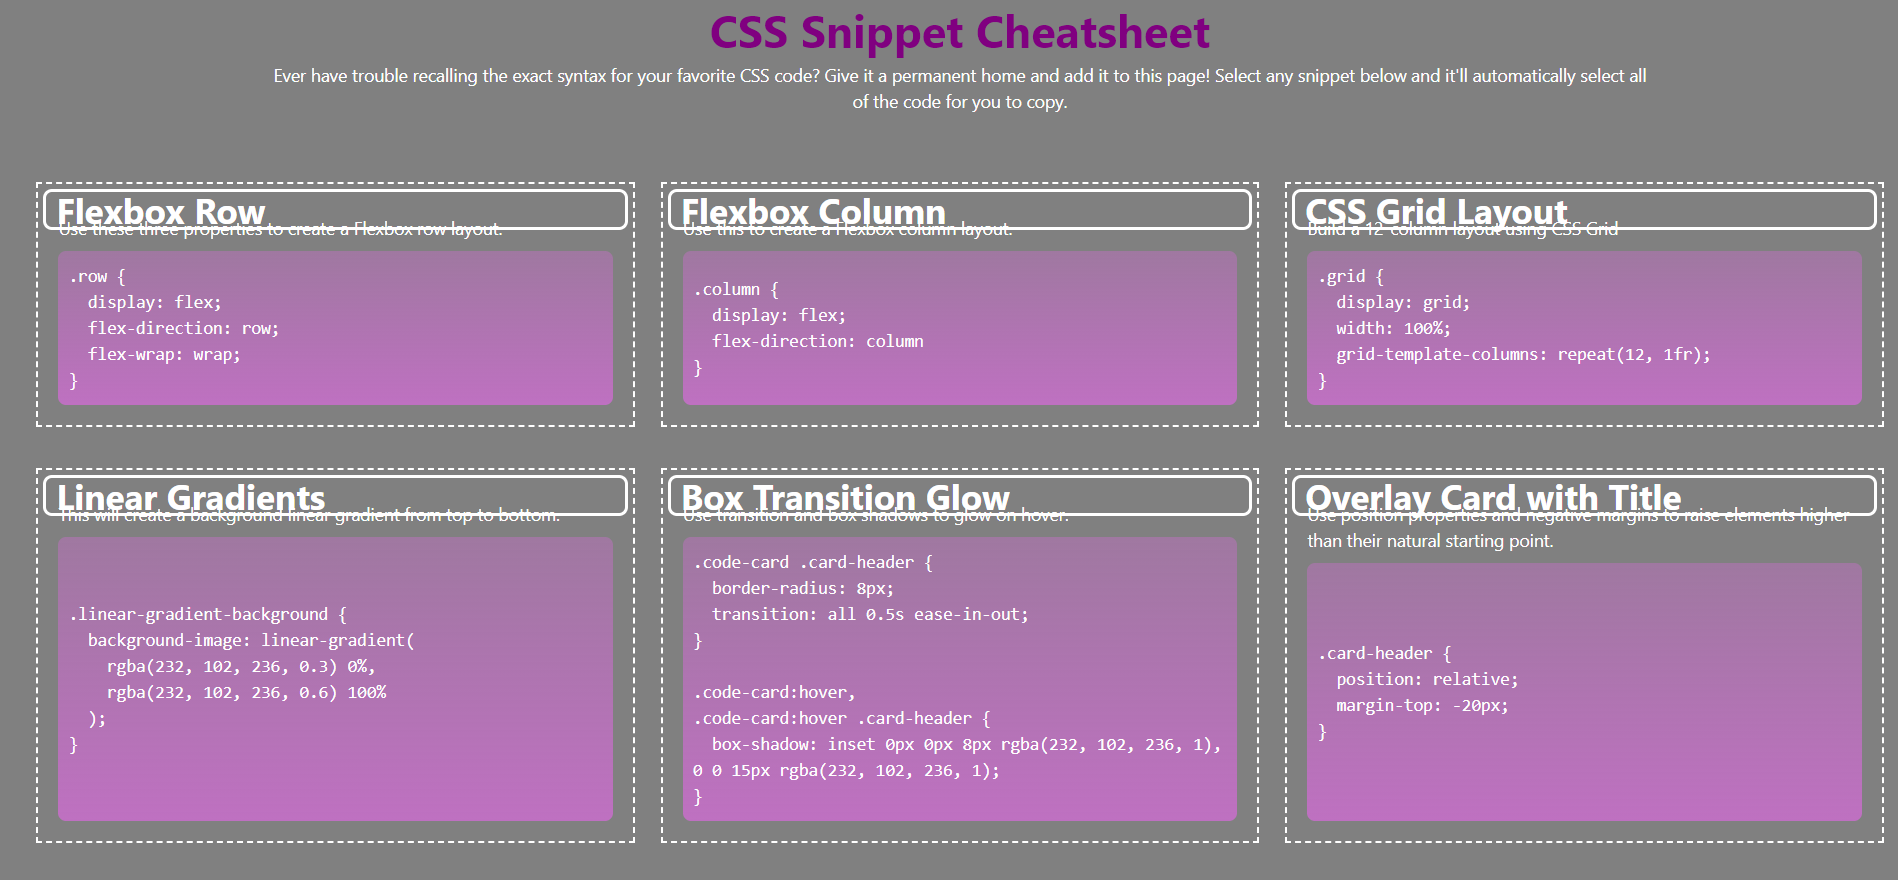 CSS Snippet Cheatsheet
Ever have trouble recalling the exact syntax for your favorite CSS code? Give it a permanent home and add it to this page! Select any snippet below and it'll automatically select all
of the code for you to copy.
Flexbox Row
Use these three properties to create a Flexbox row layout.
.row {
  display: flex;
  flex-direction: row;
  flex-wrap: wrap;
}
Flexbox Column
Use this to create a Flexbox column layout.
.column {
  display: flex;
  flex-direction: column
}
CSS Grid Layout
Build a 12-column layout using CSS Grid
.grid {
  display: grid;
  width: 100%;
  grid-template-columns: repeat(12, 1fr);
}
Linear Gradients
This will create a background linear gradient from top to bottom.
.linear-gradient-background {
  background-image: linear-gradient(
    rgba(232, 102, 236, 0.3) 0%,
    rgba(232, 102, 236, 0.6) 100%
  );
}
Box Transition Glow
Use transition and box shadows to glow on hover.
.code-card .card-header {
  border-radius: 8px;
  transition: all 0.5s ease-in-out;
}
.code-card:hover,
.code-card:hover .card-header {
  box-shadow: inset 0px 0px 8px rgba(232, 102, 236, 1),
0 0 15px rgba(232, 102, 236, 1);
}
Overlay Card with Title
Use position properties and negative margins to raise elements higher
than their natural starting point.
.card-header {
  position: relative;
  margin-top: -20px;
}